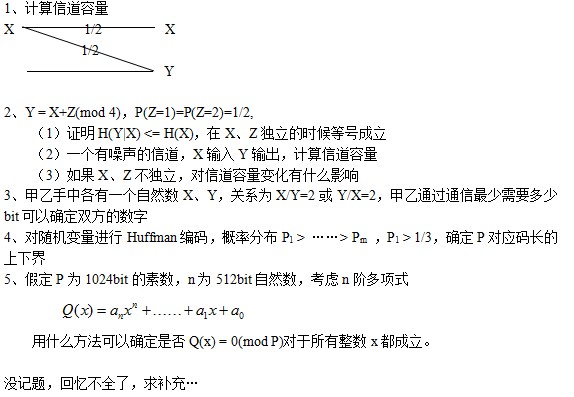 1、计算信道容量
X 1/2 X
1/2
Y
2、Y = X+Z(mod 4)，P(Z=1)=P(Z=2)=1/2,
（1）证明 H(Y|X) <= H(X)，在 X、Z 独立的时候等号成立
（2）一个有噪声的信道，X 输入 Y 输出，计算信道容量
（3）如果 X、Z 不独立，对信道容量变化有什么影响
3、甲乙手中各有一个自然数 X、Y，关系为 X/Y=2 或 Y/X=2，甲乙通过通信最少需要多少
bit 可以确定双方的数字
4、对随机变量进行 Huffman 编码，概率分布 P₁ > ……> Pₘ ，P₁ > 1/3，确定 P 对应码长的
上下界
5、假定 P 为 1024bit 的素数，n 为 512bit 自然数，考虑 n 阶多项式
Q(x) = aₙxⁿ + …… + a₁x + a₀
用什么方法可以确定是否 Q(x) = 0(mod P)对于所有整数 x 都成立。
没记题，回忆不全了，求补充…